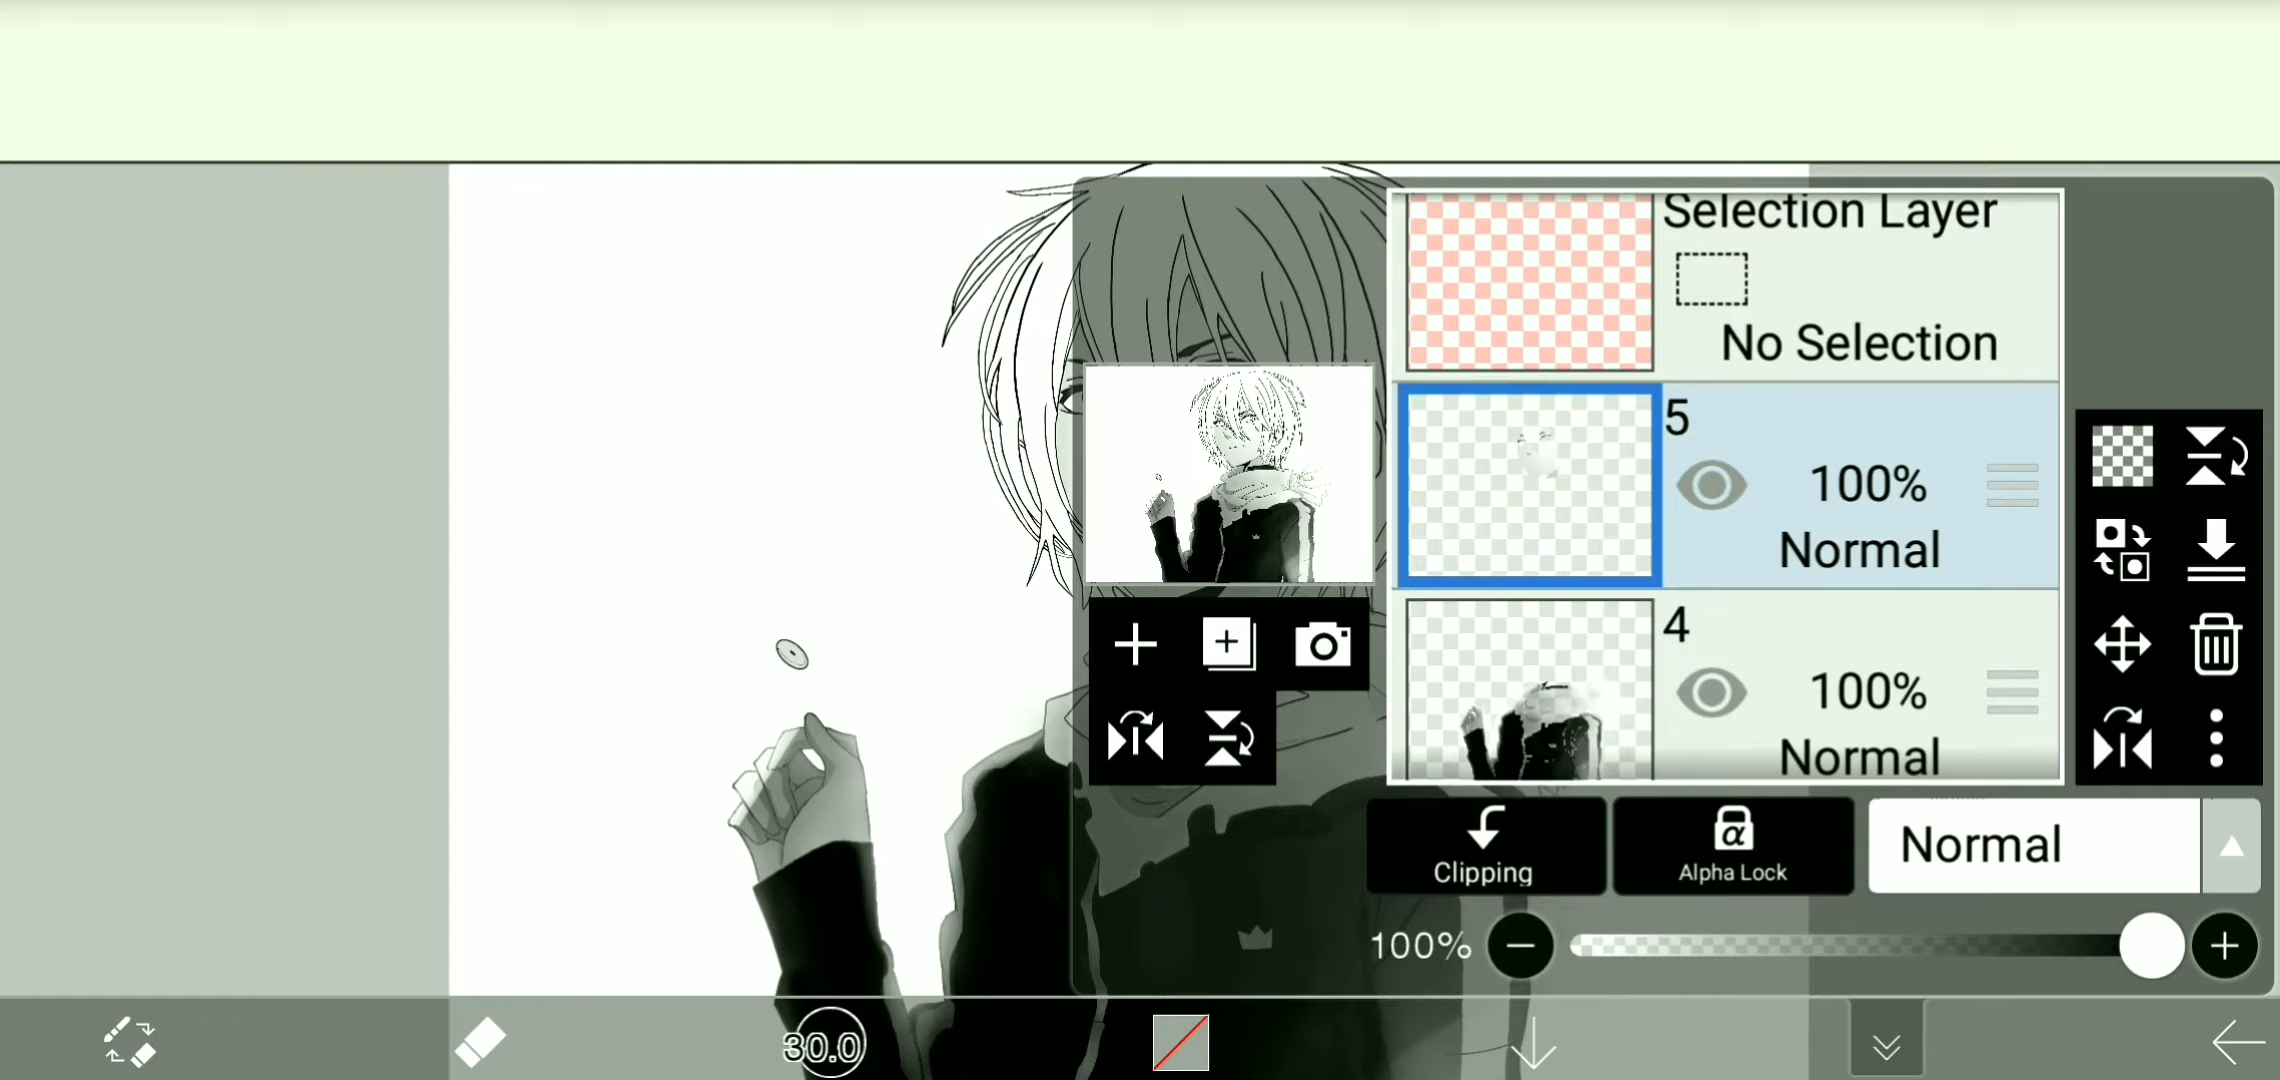 Selection Layer
No Selection
5
100%
Normal
4
100%
Normal
Clipping
α
Alpha Lock
Normal
100%
30.0